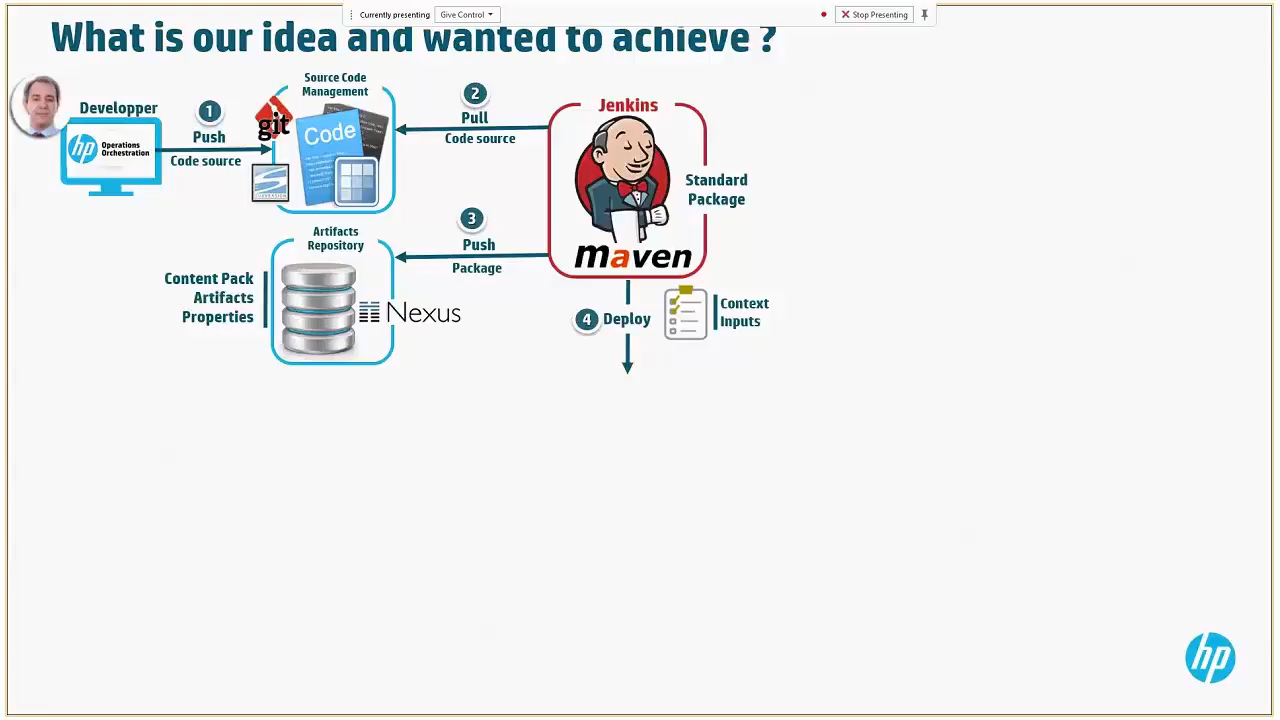 Currently presenting
Give Control
Stop Presenting
What is our idea and wanted to achieve ?
Developper
hp
Operations
Orchestration
1
Push
Code source
Source Code
Management
git
Code
2
Pull
Code source
Jenkins
Standard
Package
maven
3
Push
Package
Artifacts
Repository
Content Pack
Artifacts
Properties
Nexus
4 Deploy
Context
Inputs
hp